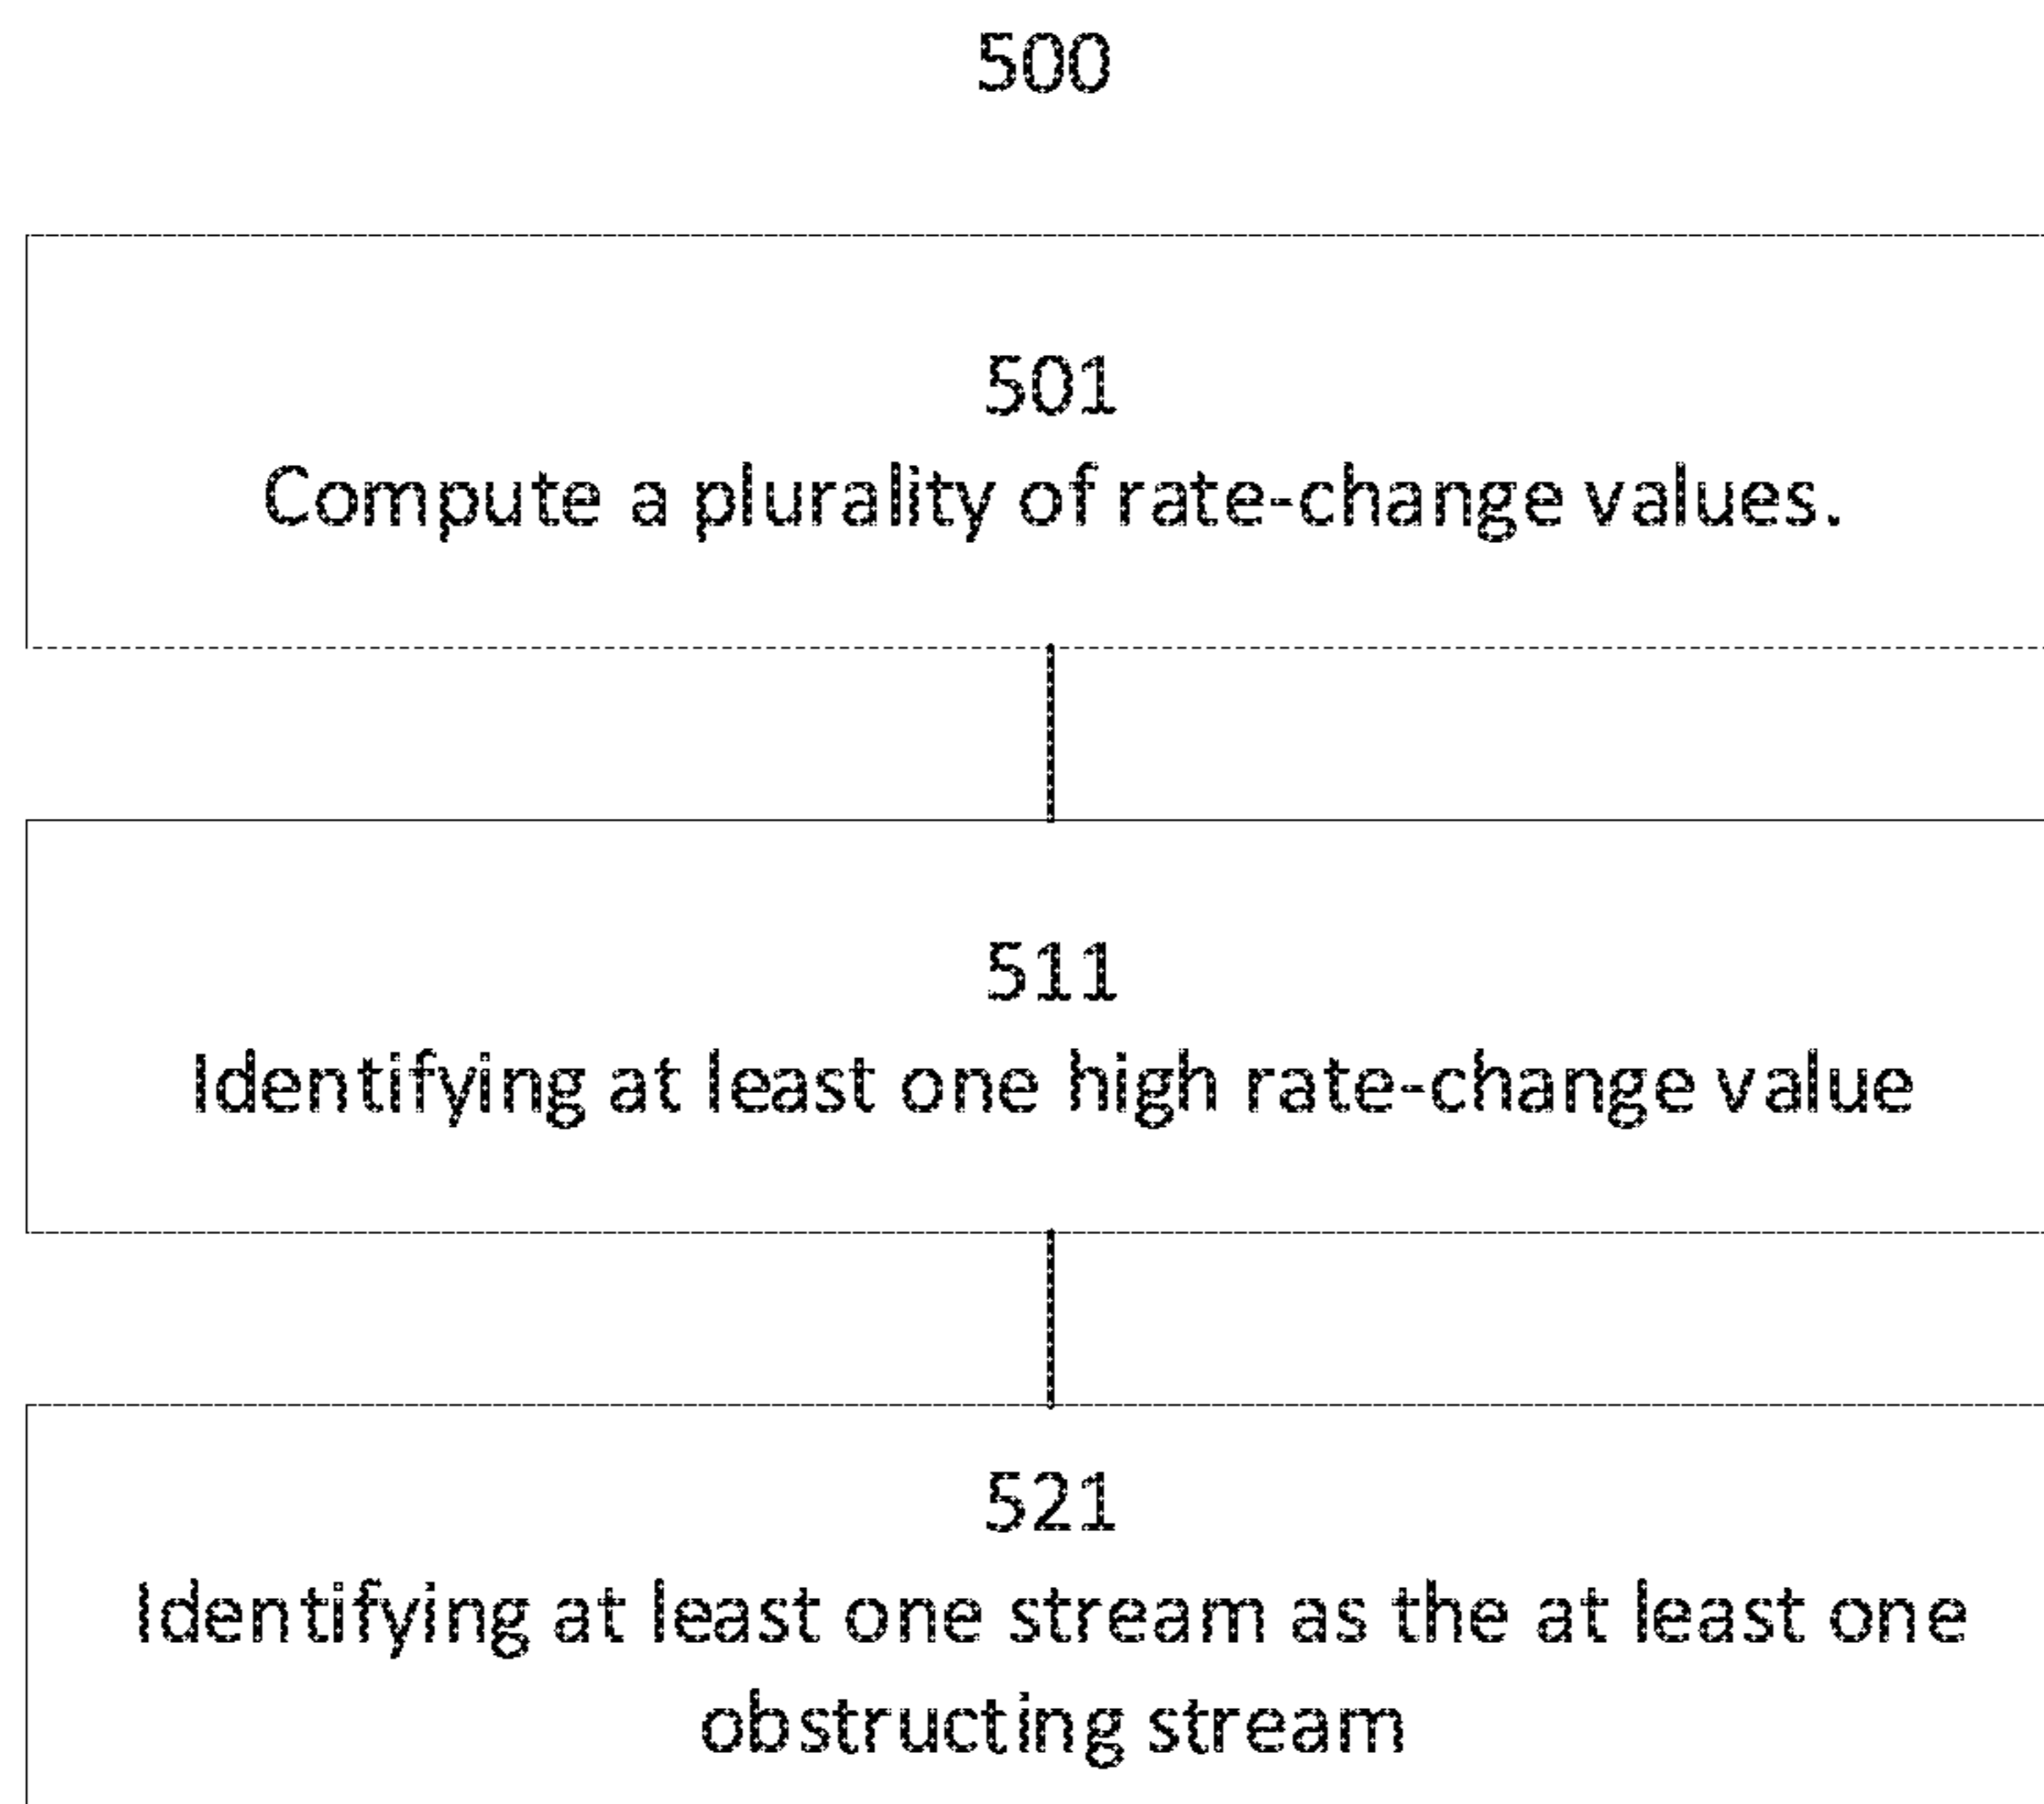 500
501
Compute a plurality of rate-change values.
511
Identifying at least one high rate-change value
521
Identifying at least one stream as the at least one
obstructing stream